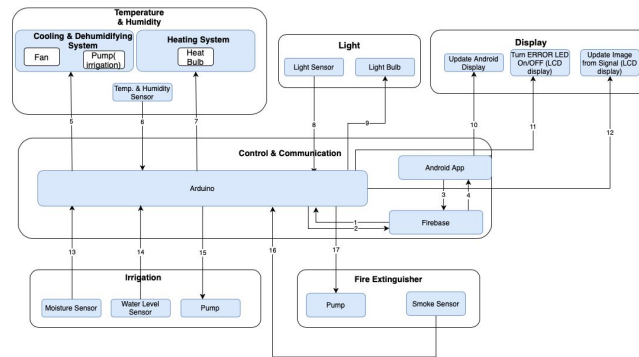 Temperature
& Humidity
Cooling & Dehumidifying
System
Fan
Pump(
irrigation)
Heating System
Heat
Bulb
Temp. & Humidity
Sensor
Light
Light Sensor
Light Bulb
Display
Update Android
Display
Turn ERROR LED
On/OFF (LCD
display)
Update Image
from Signal (LCD
display)
5
6
7
8
9
10
11
12
Control & Communication
Arduino
Android App
3
4
Firebase
1
2
13
14
15
16
17
Irrigation
Moisture Sensor
Water Level
Sensor
Pump
Fire Extinguisher
Pump
Smoke Sensor